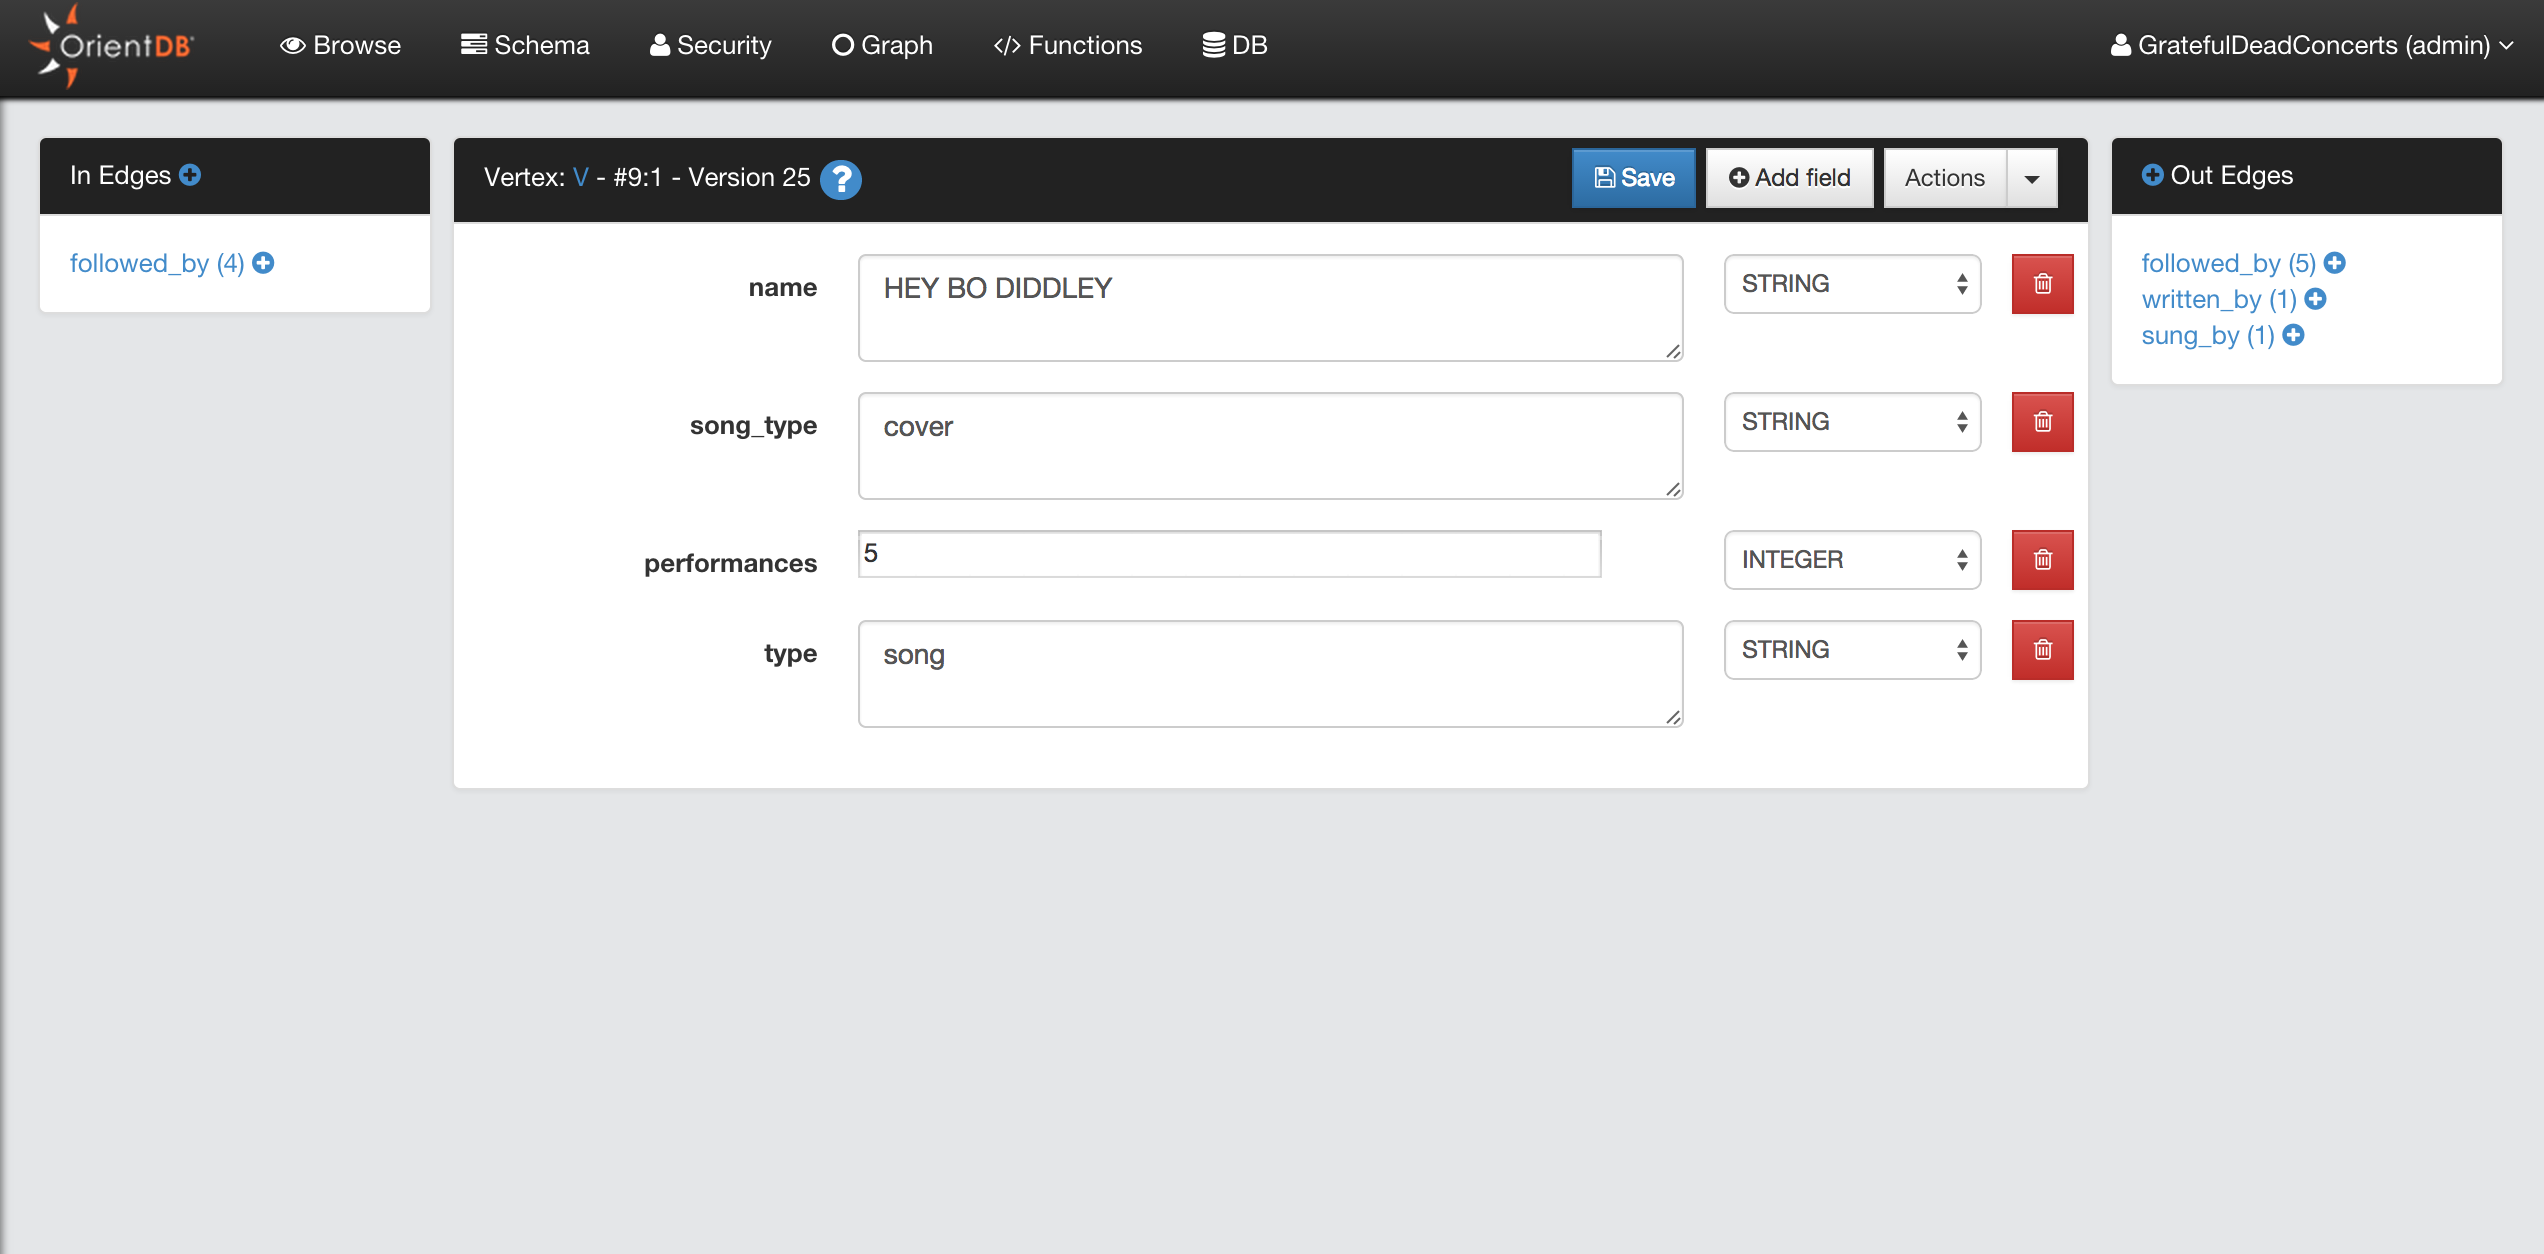 OrientDB
Browse
Schema
Security
Graph
Functions
DB
GratefulDeadConcerts (admin)
In Edges
followed_by (4)
Vertex: V - #9:1 - Version 25 ?
Save
Add field
Actions
name
HEY BO DIDDLEY
STRING
song_type
cover
STRING
performances
5
INTEGER
type
song
STRING
Out Edges
followed_by (5)
written_by (1)
sung_by (1)